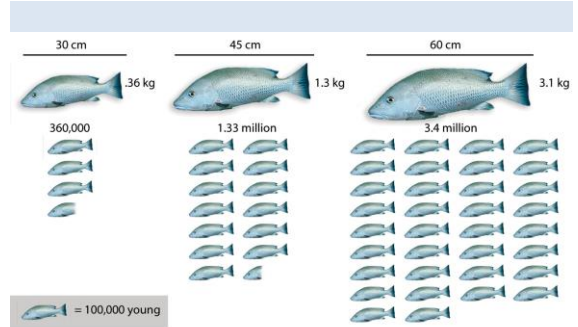 30 cm
45 cm
60 cm
.36 kg
1.3 kg
3.1 kg
360,000
1.33 million
3.4 million
= 100,000 young